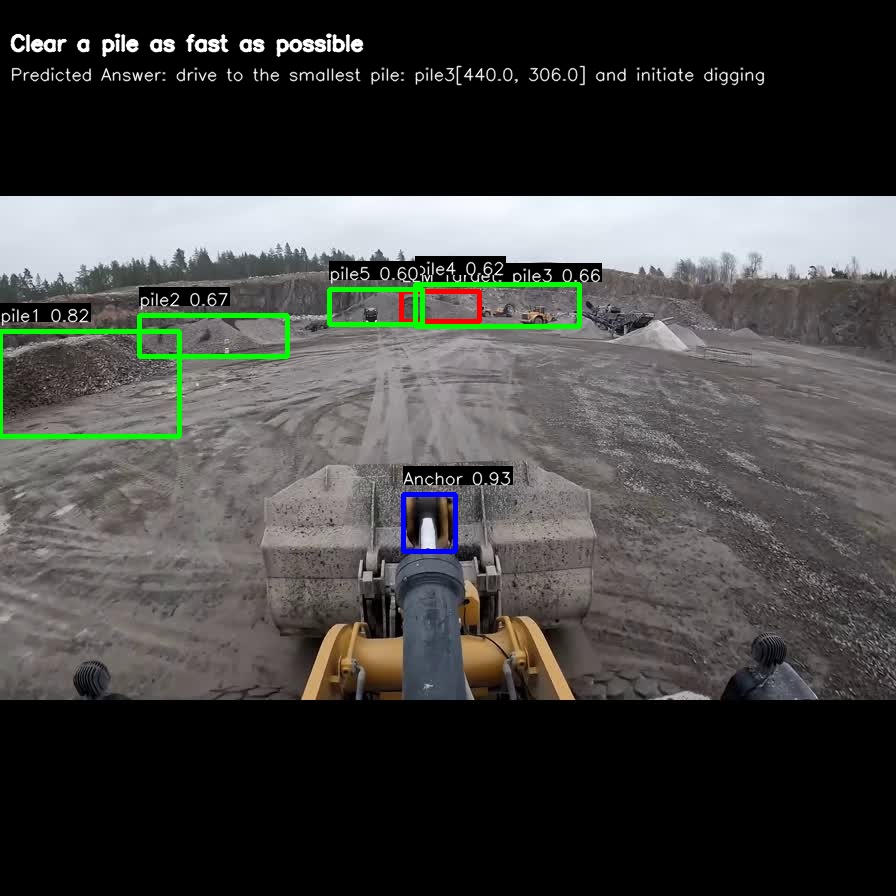 Clear a pile as fast as possible
Predicted Answer: drive to the smallest pile: pile3[440.0, 306.0] and initiate digging
pile4 0.62
pile5 0.60
pile3 0.66
pile2 0.67
pile1 0.82
Anchor 0.93